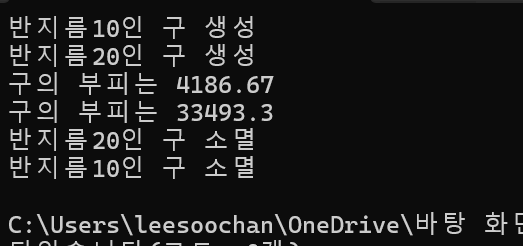 반지름10인 구 생성
반지름20인 구 생성
구의 부피는 4186.67
구의 부피는 33493.3
반지름20인 구 소멸
반지름10인 구 소멸
C:\Users\leesoochan\OneDrive\바탕 화면